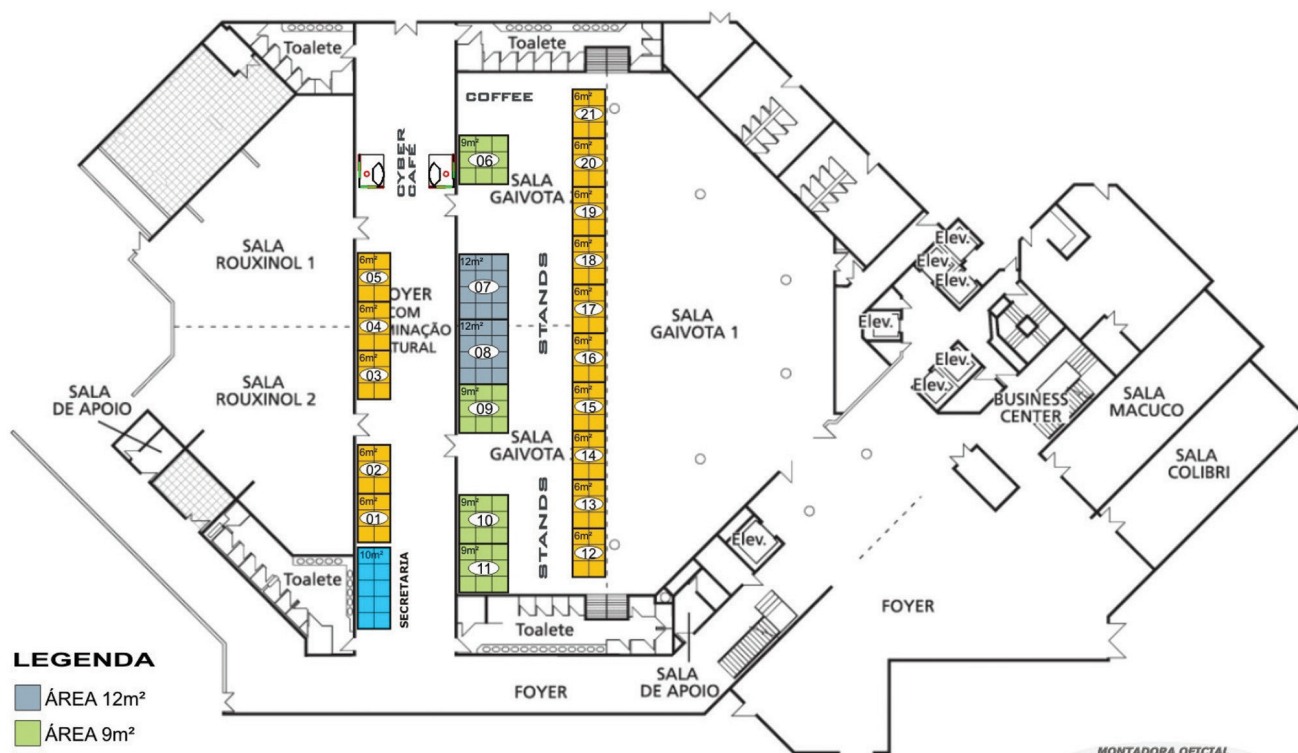 Toalete
Toalete
COFFEE
6m²
21
9m²
06
20
6m²
CYBER
CAFÉ
SALA
GAIVOTA
6m²
19
SALA
ROUXINOL 1
6m²
05
12m²
07
6m²
18
Elev.
Elev.
Elev.
6m²
04
OYER
COM
MINAÇÃO
TURAL
12m²
08
STANDS
6m²
17
SALA
GAIVOTA 1
Elev.
6m²
03
6m²
16
Elev.
Elev.
SALA
DE APOIO
SALA
ROUXINOL 2
9m²
09
6m²
15
BUSINESS
CENTER
SALA
MACUCO
6m²
02
SALA
GAIVOTA
6m²
14
SALA
COLIBRI
6m²
01
9m²
10
STANDS
6m²
13
10m²
SECRETARIA
9m²
11
6m²
12
Elev.
Toalete
Toalete
FOYER
SALA
DE APOIO
FOYER
LEGENDA
ÁREA 12m²
ÁREA 9m²
MONTADORA OFICIAL